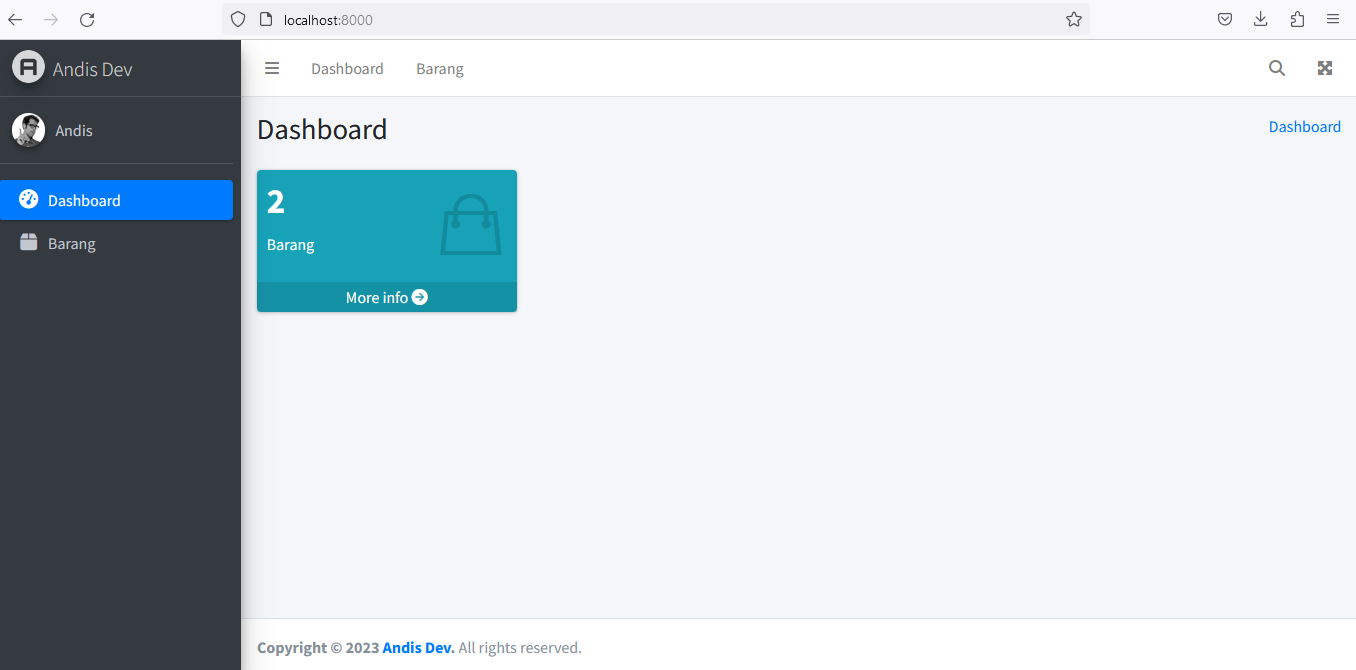 localhost:8000
Andis Dev
Dashboard Barang
Andis
Dashboard
Barang
Dashboard
Dashboard
2
Barang
More info
Copyright © 2023 Andis Dev. All rights reserved.